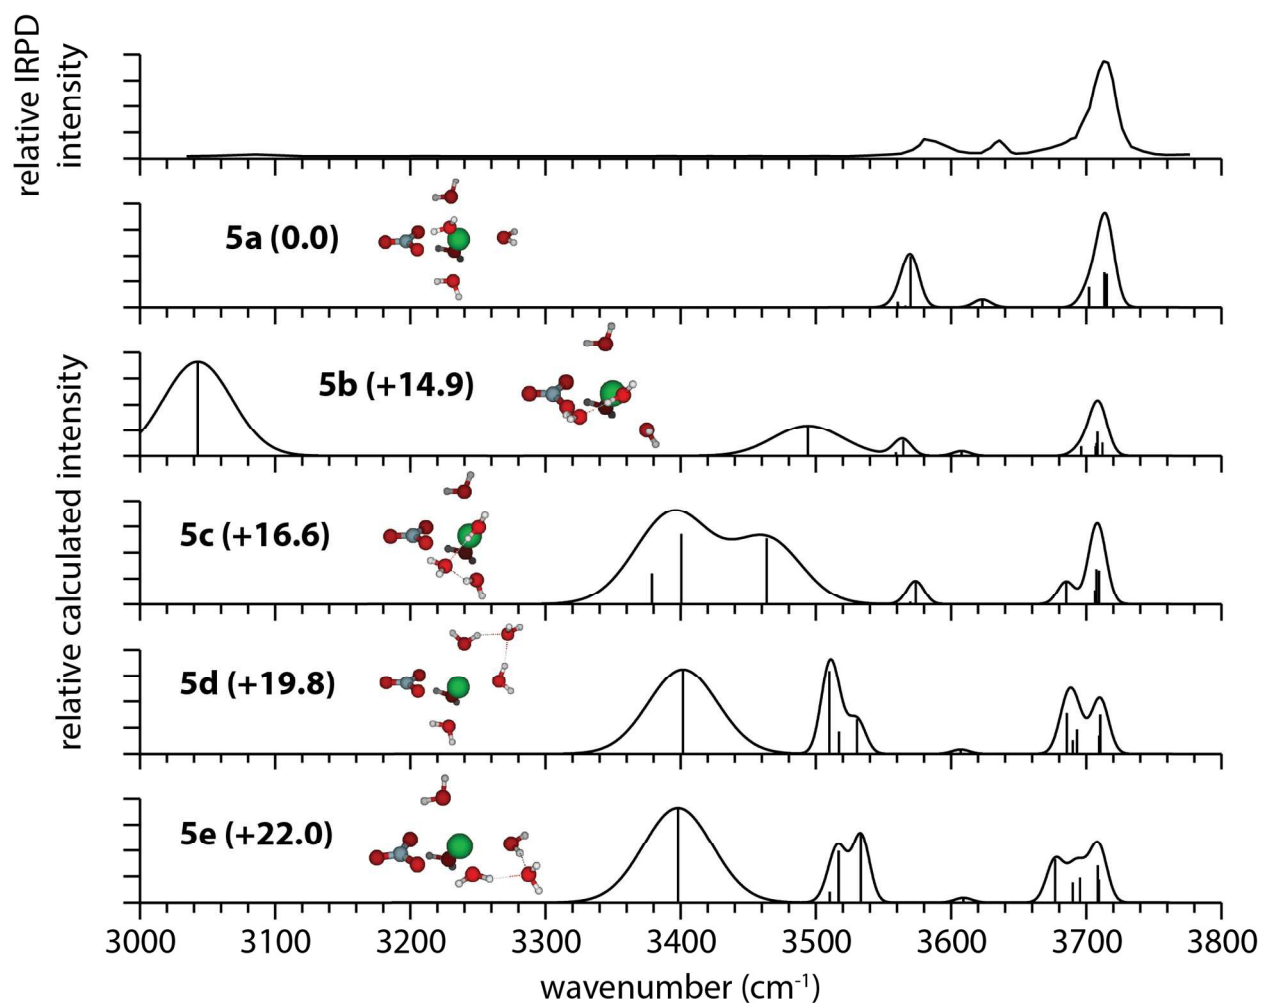 relative IRPD
intensity
relative calculated intensity
5a (0.0)
5b (+14.9)
5c (+16.6)
5d (+19.8)
5e (+22.0)
3000 3100 3200 3300 3400 3500 3600 3700 3800
wavenumber (cm-1)